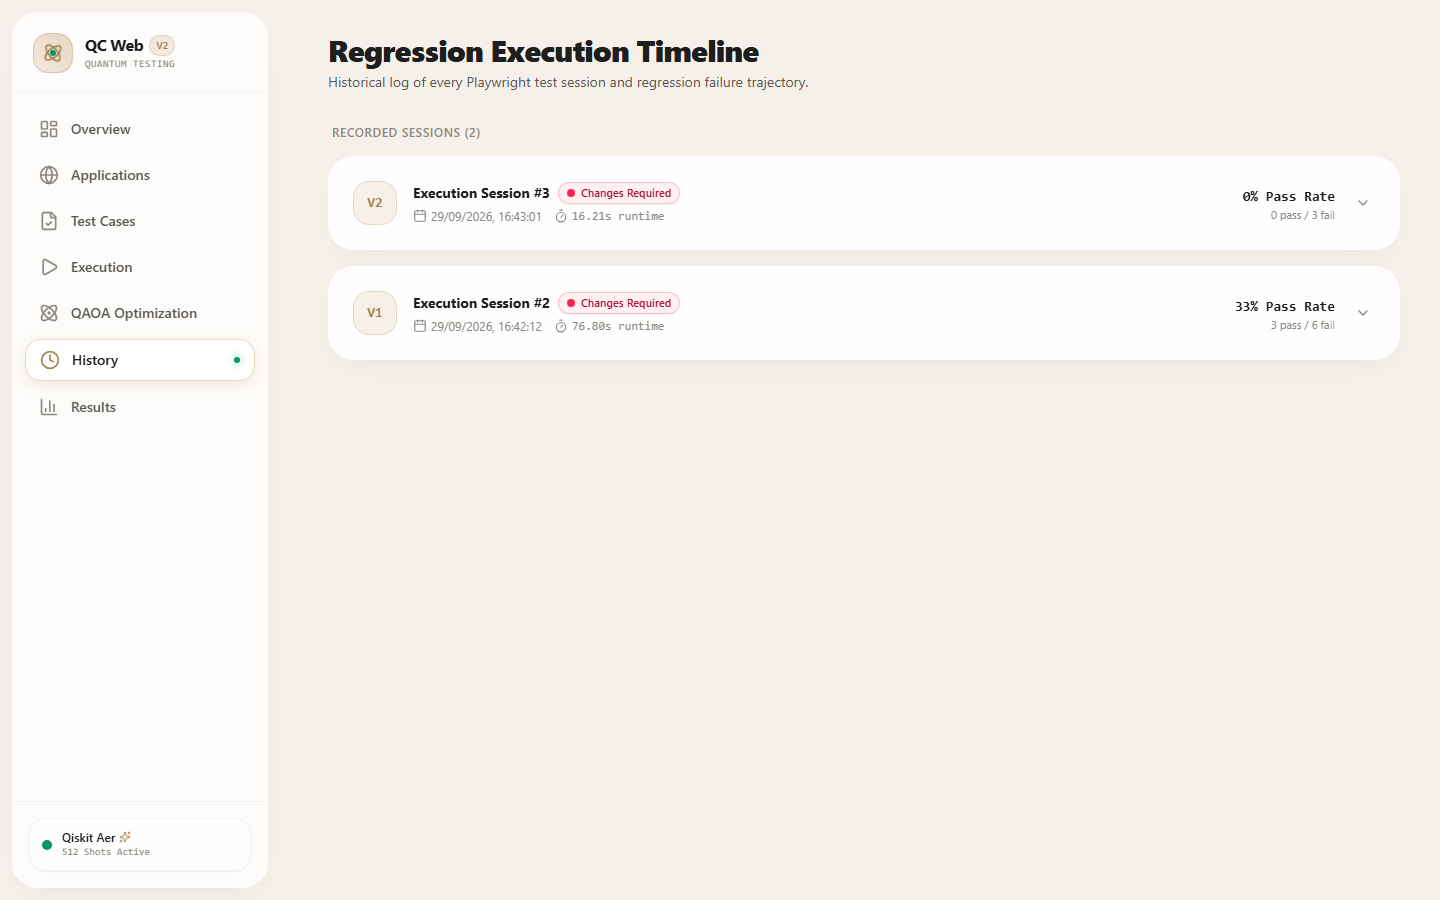 QC Web V2
QUANTUM TESTING
Overview
Applications
Test Cases
Execution
QAOA Optimization
History
Results
Qiskit Aer
512 Shots Active
Regression Execution Timeline
Historical log of every Playwright test session and regression failure trajectory.
RECORDED SESSIONS (2)
V2
Execution Session #3 Changes Required
29/09/2026, 16:43:01 16.21s runtime
0% Pass Rate
0 pass / 3 fail
V1
Execution Session #2 Changes Required
29/09/2026, 16:42:12 76.80s runtime
33% Pass Rate
3 pass / 6 fail